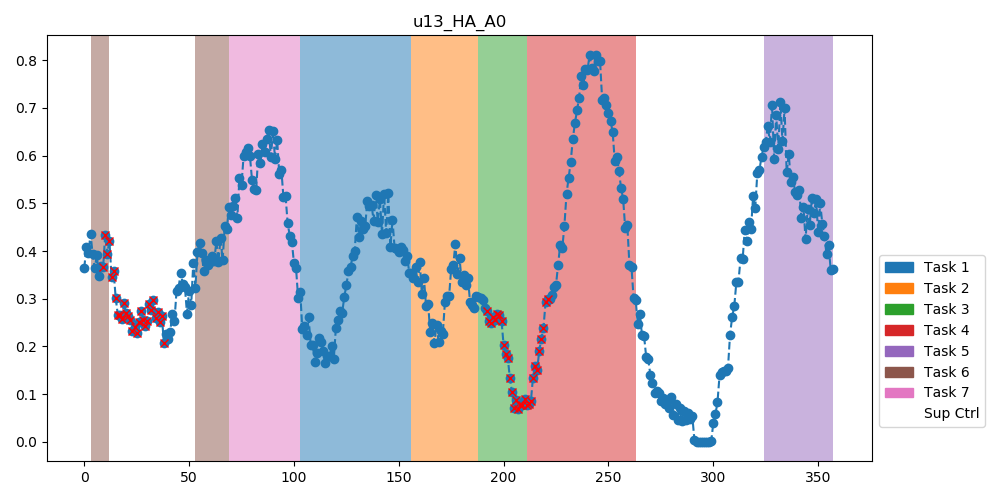 u13_HA_A0
0.8
0.7
0.6
0.5
0.4
0.3
0.2
0.1
0.0
0 50 100 150 200 250 300 350
Task 1
Task 2
Task 3
Task 4
Task 5
Task 6
Task 7
Sup Ctrl